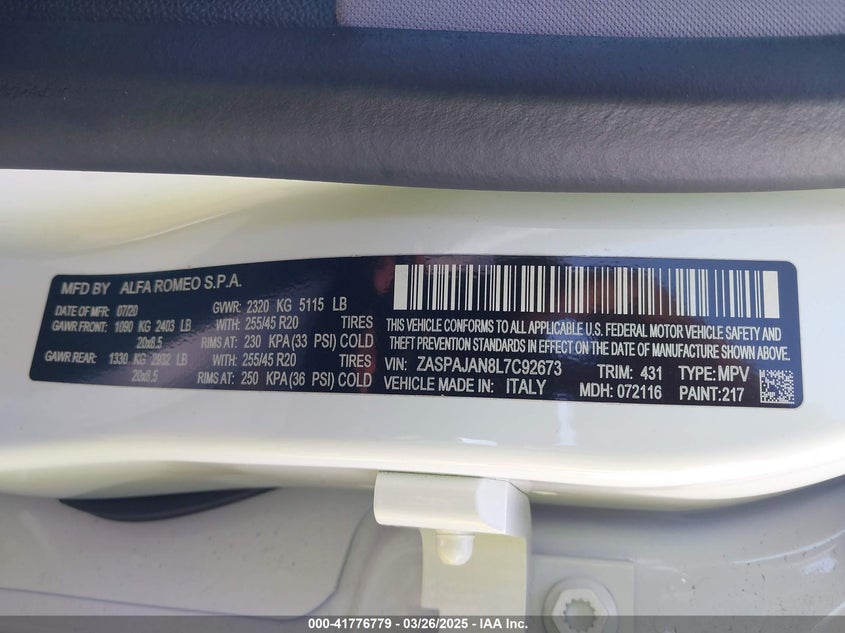 MFD BY ALFA ROMEO S.P.A.
DATE OF MFR: 07/20 GVWR: 2320 KG 5115 LB
GAWR FRONT: 1090 KG 2403 LB WITH: 255/45 R20 TIRES
20x8,5 RIMS AT: 230 KPA (33 PSI) COLD
GAWR REAR: 1330 KG 2932 LB WITH: 255/45 R20 TIRES
20x8,5 RIMS AT: 250 KPA (36 PSI) COLD
THIS VEHICLE CONFORMS TO ALL APPLICABLE U.S. FEDERAL MOTOR VEHICLE SAFETY AND
THEFT PREVENTION STANDARDS IN EFFECT ON THE DATE OF MANUFACTURE SHOWN ABOVE.
VIN: ZASPAJAN8L7C92673 TRIM: 431 TYPE: MPV
VEHICLE MADE IN: ITALY MDH: 072116 PAINT:217
000-41776779 // 03/26/2025 - IAA Inc.